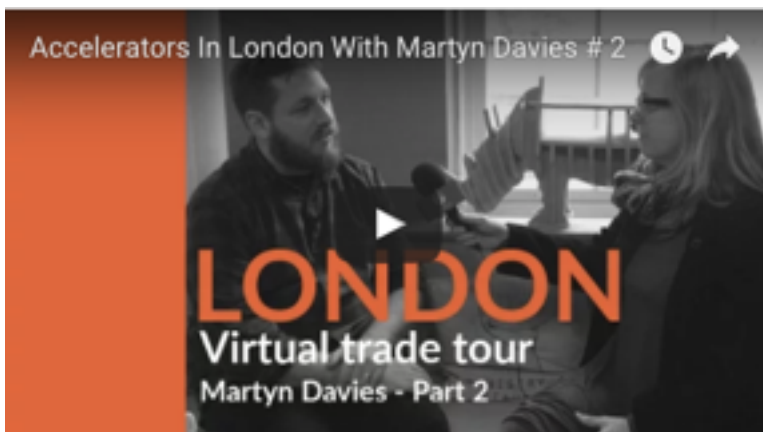 Accelerators In London With Martyn Davies # 2
LONDON
Virtual trade tour
Martyn Davies - Part 2